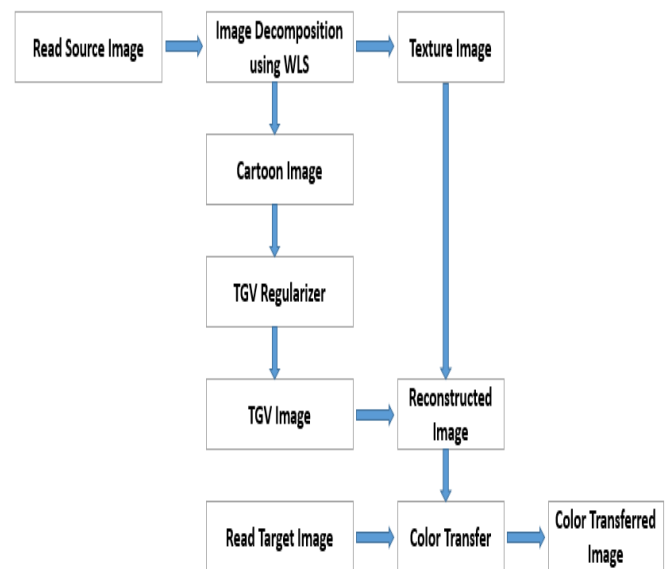 Read Source Image
Image Decomposition
using WLS
Texture Image
Cartoon Image
TGV Regularizer
TGV Image
Reconstructed
Image
Read Target Image
Color Transfer
Color Transferred
Image